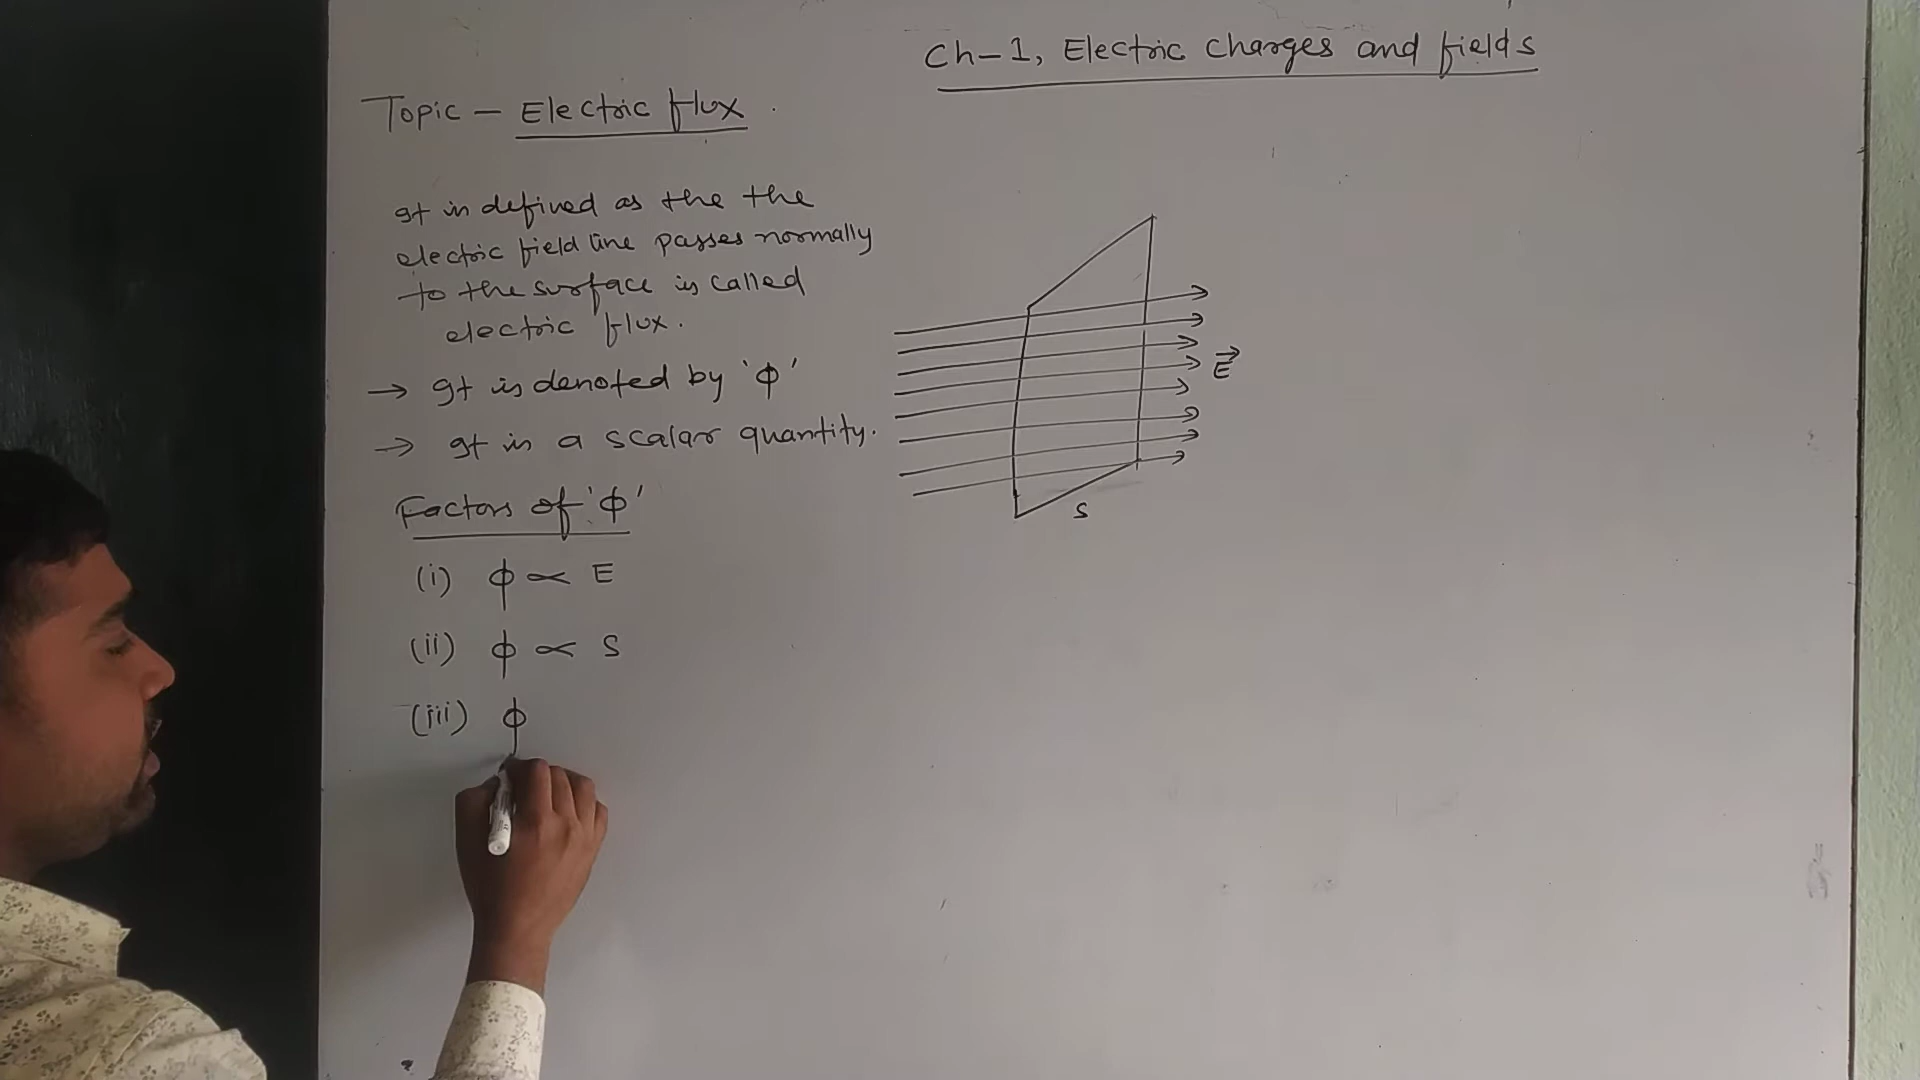 Ch-1, Electric Charges and fields
Topic - Electric flux.
It is defined as the the
electric field line passes normally
to the surface is called
electric flux.
→ It is denoted by 'ϕ'
→ It is a scalar quantity.
Factors of 'ϕ'
(i) ϕ ∝ E
(ii) ϕ ∝ S
(iii) ϕ
E⃗
S